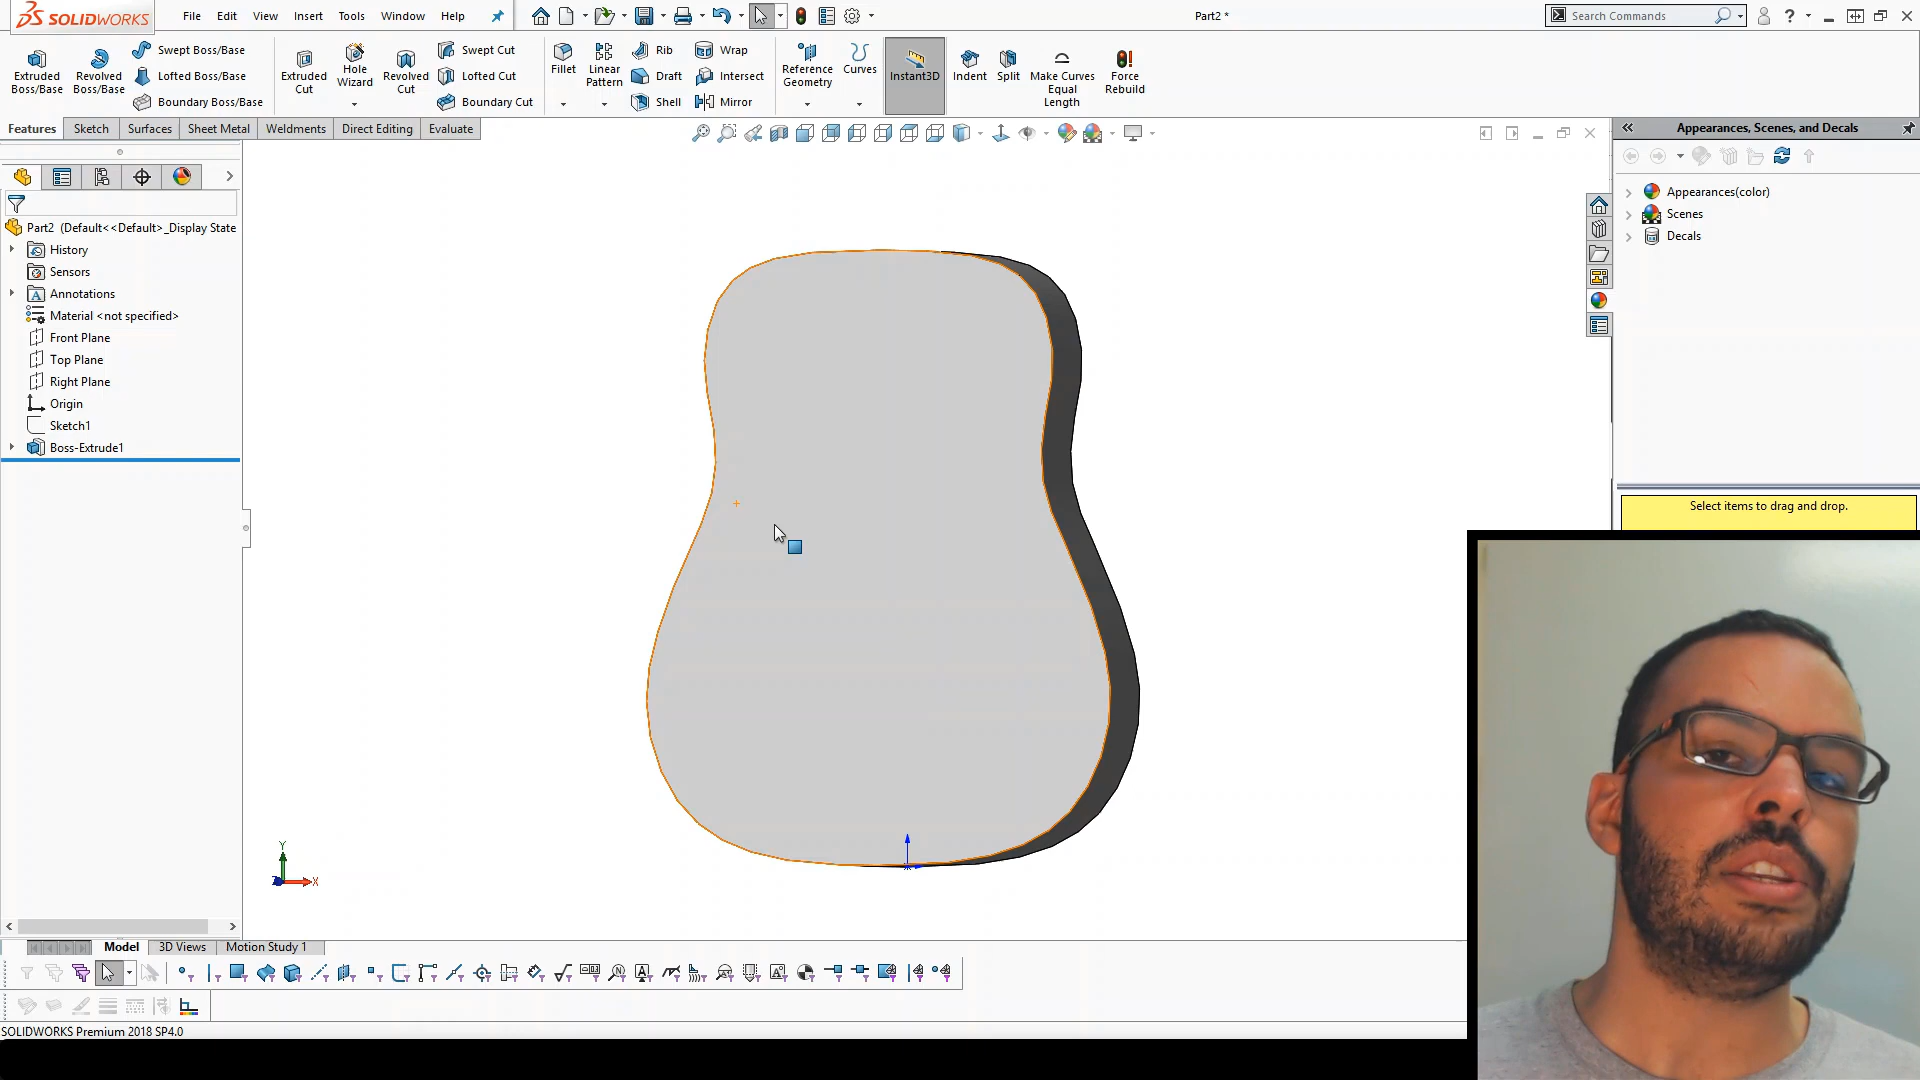 SOLIDWORKS File Edit View Insert Tools Window Help Part2 * Search Commands
Extruded Boss/Base
Revolved Boss/Base
Swept Boss/Base
Lofted Boss/Base
Boundary Boss/Base
Extruded Cut
Hole Wizard
Revolved Cut
Swept Cut
Lofted Cut
Boundary Cut
Fillet
Linear Pattern
Rib
Draft
Shell
Wrap
Intersect
Mirror
Reference Geometry
Curves
Instant3D
Indent
Split
Make Curves Equal Length
Force Rebuild
Features Sketch Surfaces Sheet Metal Weldments Direct Editing Evaluate
Part2 (Default<<Default>_Display State
History
Sensors
Annotations
Material <not specified>
Front Plane
Top Plane
Right Plane
Origin
Sketch1
Boss-Extrude1
Y
Z
X
Appearances, Scenes, and Decals
Appearances(color)
Scenes
Decals
Select items to drag and drop.
Model 3D Views Motion Study 1
SOLIDWORKS Premium 2018 SP4.0